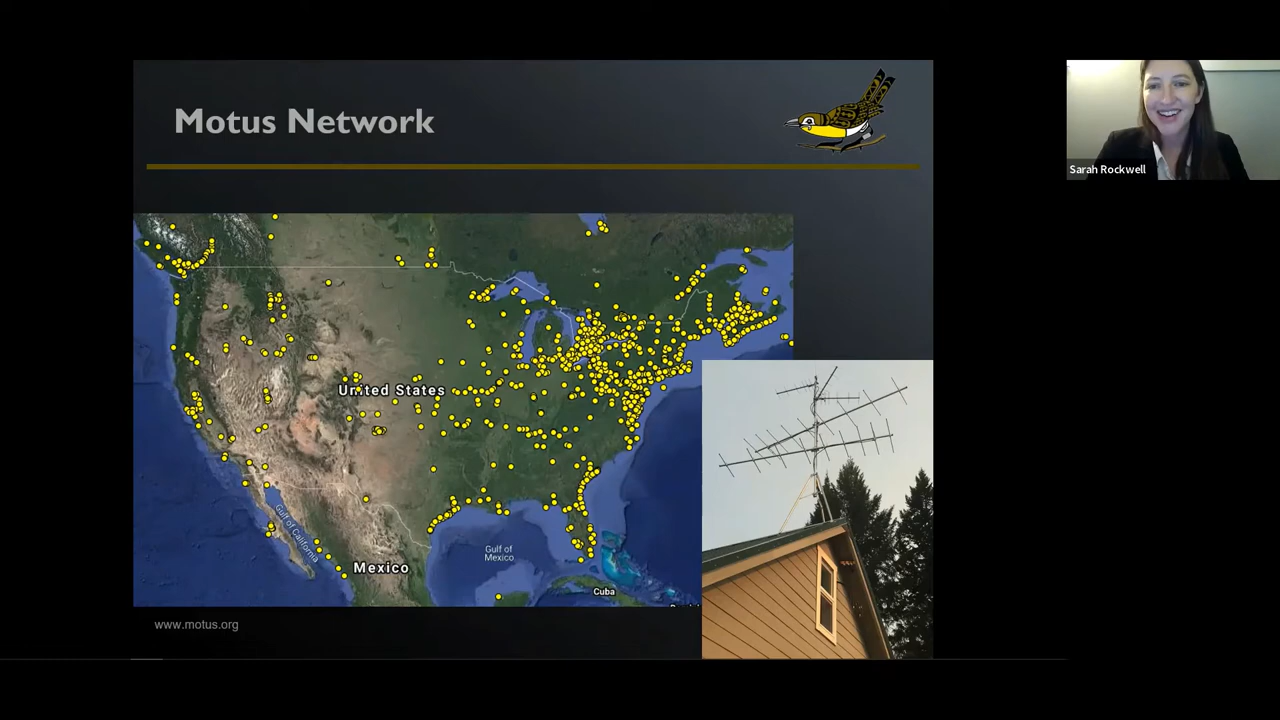 Motus Network
Sarah Rockwell
United States
Gulf of California
Gulf of
Mexico
Mexico
Cuba
www.motus.org